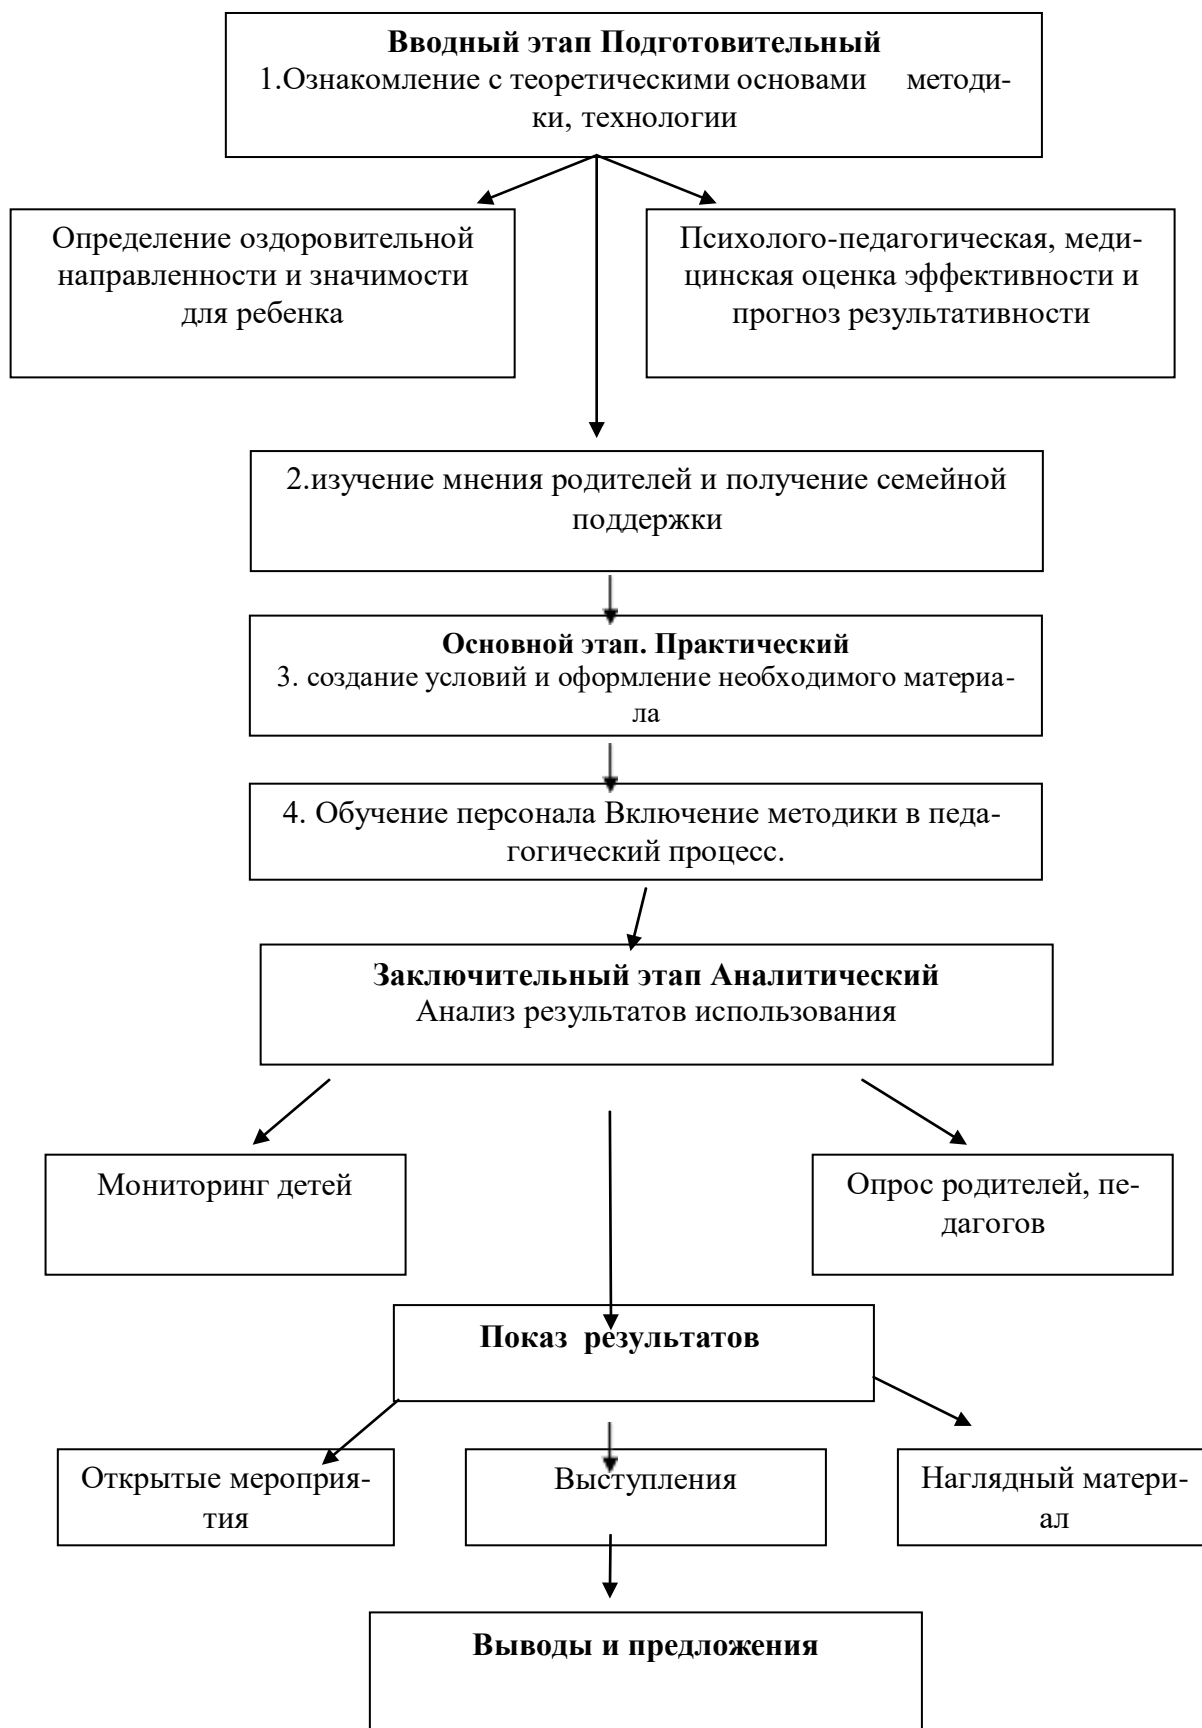 Вводный этап Подготовительный
1.Ознакомление с теоретическими основами методи-
ки, технологии
Определение оздоровительной
направленности и значимости
для ребенка
Психолого-педагогическая, меди-
цинская оценка эффективности и
прогноз результативности
2.изучение мнения родителей и получение семейной
поддержки
Основной этап. Практический
3. создание условий и оформление необходимого материа-
ла
4. Обучение персонала Включение методики в педа-
гогический процесс.
Заключительный этап Аналитический
Анализ результатов использования
Мониторинг детей
Опрос родителей, пе-
дагогов
Показ результатов
Открытые мероприя-
тия
Выступления
Наглядный матери-
ал
Выводы и предложения